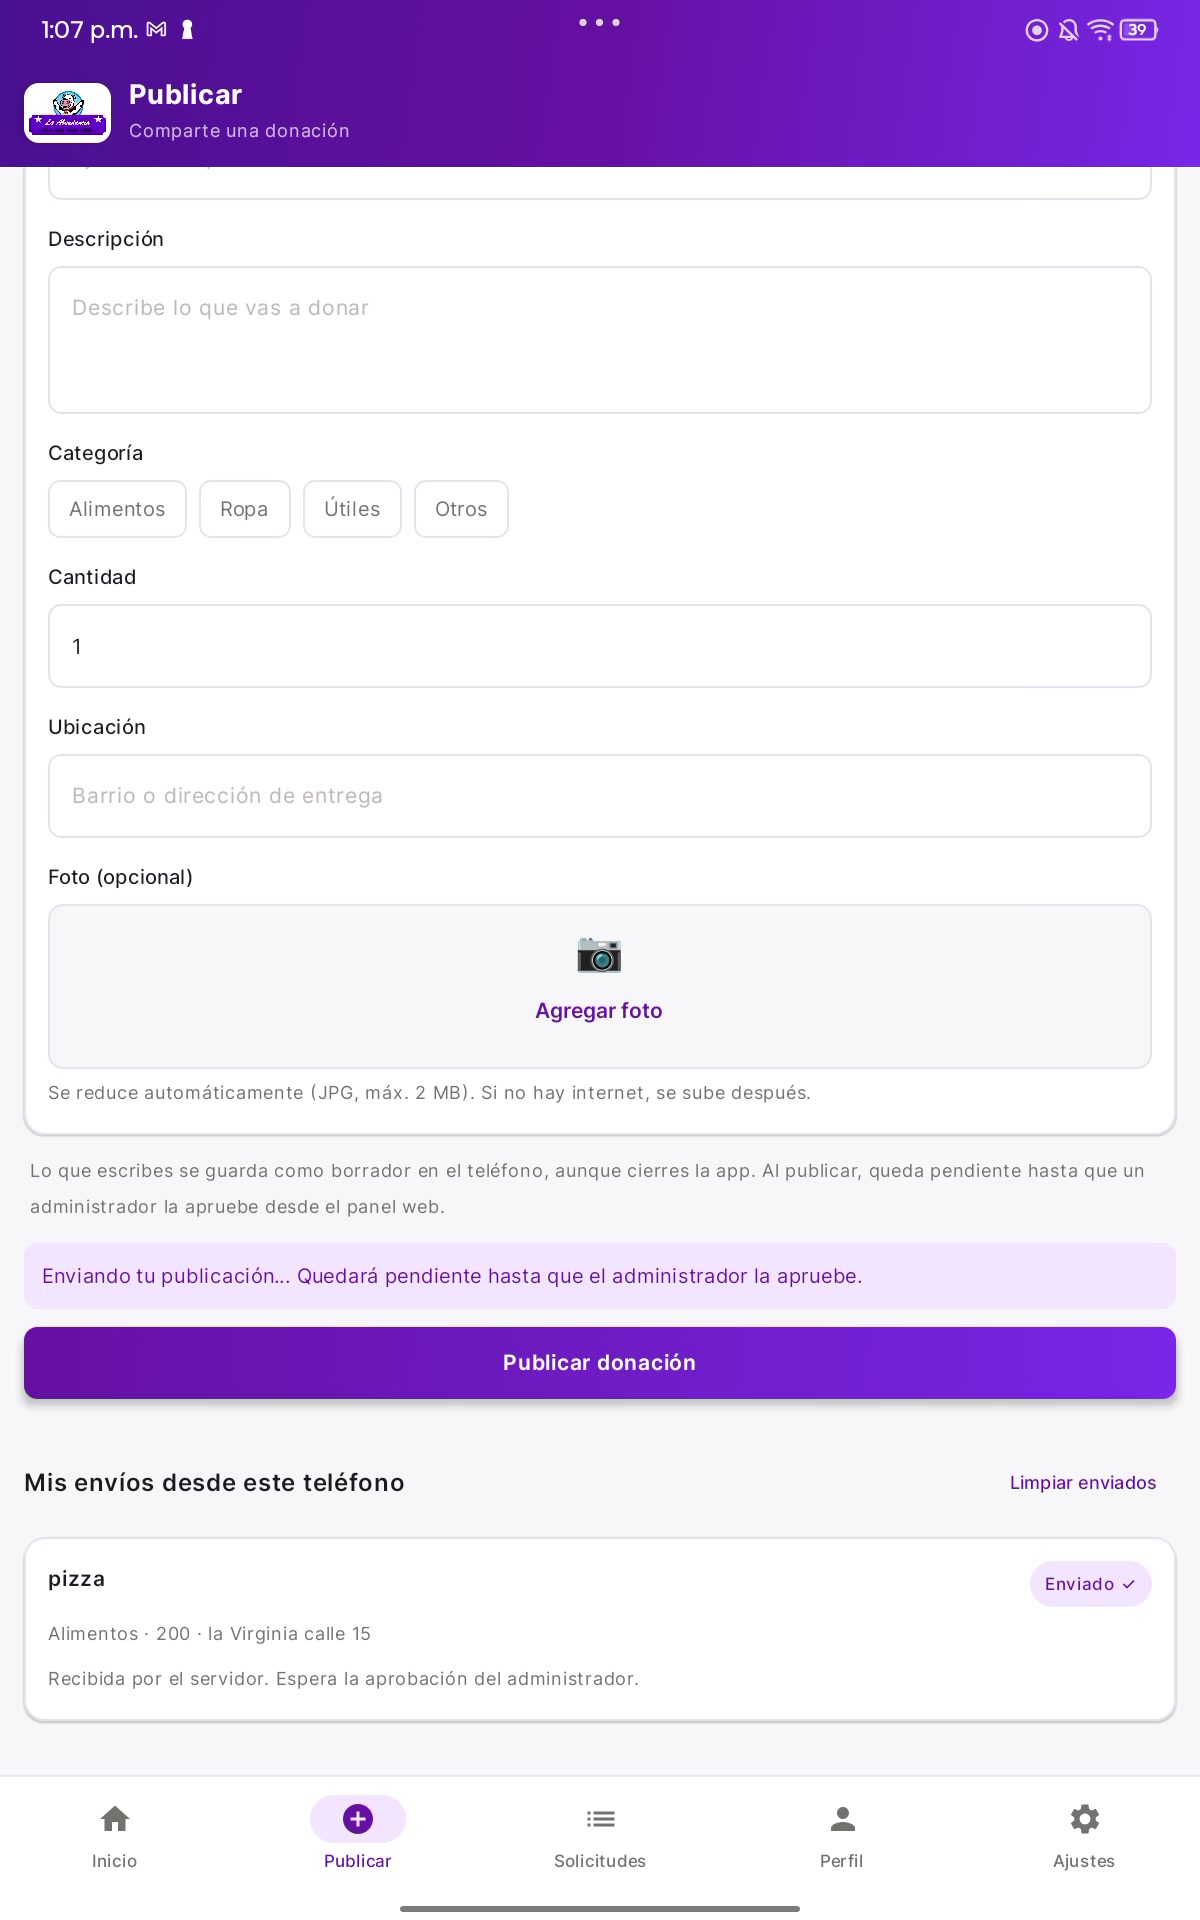 1:07 p.m.
39
La Abundancia
Publicar
Comparte una donación
Descripción
Describe lo que vas a donar
Categoría
Alimentos
Ropa
Útiles
Otros
Cantidad
1
Ubicación
Barrio o dirección de entrega
Foto (opcional)
Agregar foto
Se reduce automáticamente (JPG, máx. 2 MB). Si no hay internet, se sube después.
Lo que escribes se guarda como borrador en el teléfono, aunque cierres la app. Al publicar, queda pendiente hasta que un
administrador la apruebe desde el panel web.
Enviando tu publicación... Quedará pendiente hasta que el administrador la apruebe.
Publicar donación
Mis envíos desde este teléfono
Limpiar enviados
pizza
Enviado ✓
Alimentos · 200 · la Virginia calle 15
Recibida por el servidor. Espera la aprobación del administrador.
Inicio
Publicar
Solicitudes
Perfil
Ajustes